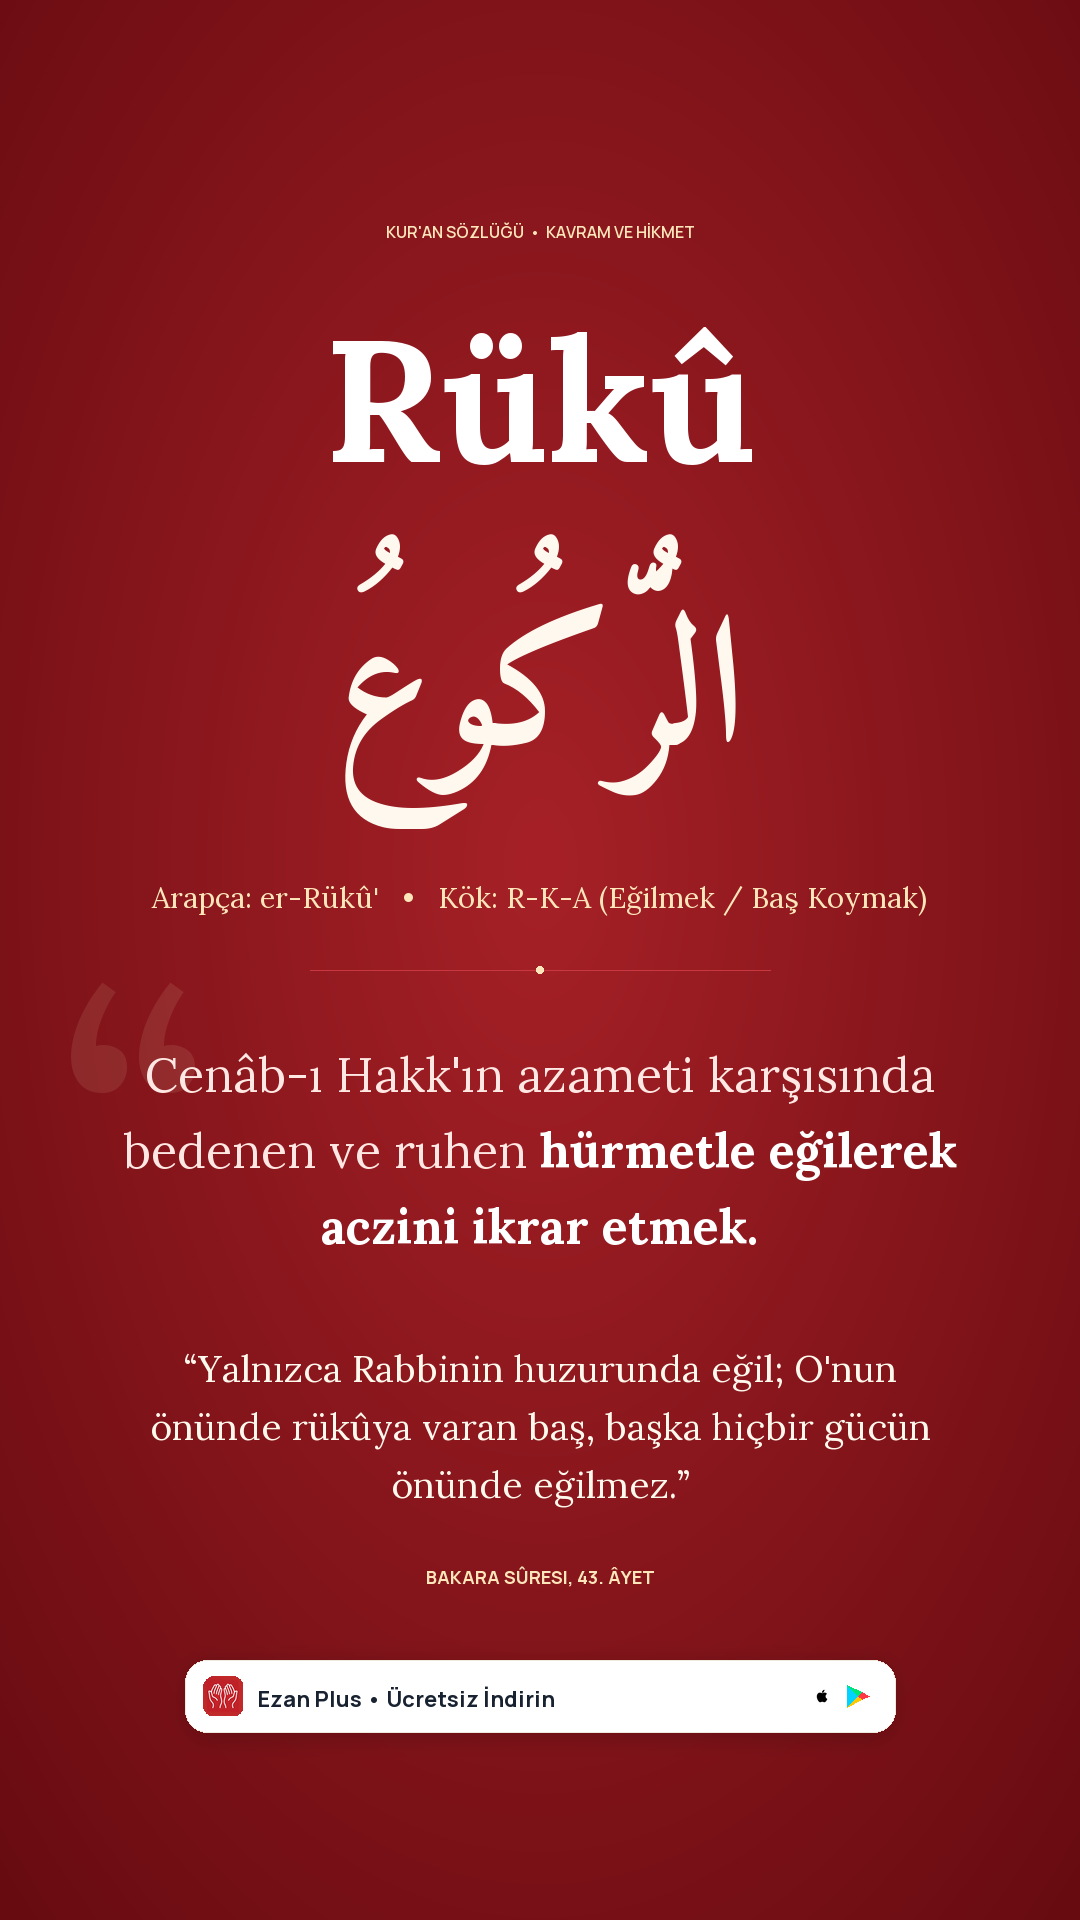 KUR'AN SÖZLÜĞÜ • KAVRAM VE HİKMET
Rükû
الرُّكُوعُ
Arapça: er-Rükû' • Kök: R-K-A (Eğilmek / Baş Koymak)
Cenâb-ı Hakk'ın azameti karşısında
bedenen ve ruhen hürmetle eğilerek
aczini ikrar etmek.
“Yalnızca Rabbinin huzurunda eğil; O'nun
önünde rükûya varan baş, başka hiçbir gücün
önünde eğilmez.”
BAKARA SÛRESI, 43. ÂYET
Ezan Plus • Ücretsiz İndirin